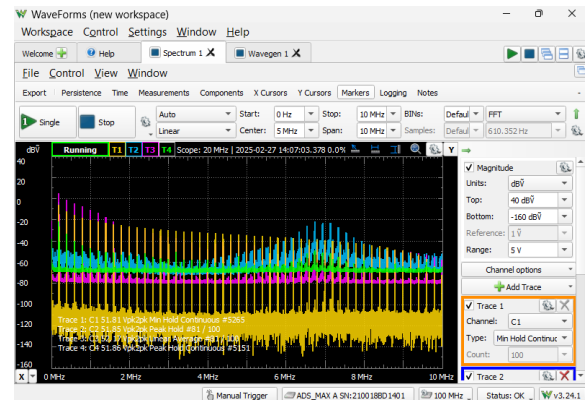 WaveForms (new workspace)
Workspace Control Settings Window Help
Welcome Help Spectrum 1 Wavegen 1
File Control View Window
Export Persistence Time Measurements Components X Cursors Y Cursors Markers Logging Notes
Single Stop Auto Start: 0 Hz Stop: 10 MHz BINs: Defaul FFT
Linear Center: 5 MHz Span: 10 MHz Samples: Defaul 610.352 Hz
dBṼ Running T1 T2 T3 T4 Scope: 20 MHz | 2025-02-27 14:07:03.378 0.0% Y
40
20
0
-20
-40
-60
-80
-100
-120
-140
-160
Trace 1: C1 51.81 Vpk2pk Min Hold Continuous #5265
Trace 2: C2 51.85 Vpk2pk Peak Hold #81 / 100
Trace 4: C4 51.86 Vpk2pk Peak Hold Continuous #5151
X 0 MHz 2 MHz 4 MHz 6 MHz 8 MHz 10 MHz
Magnitude
Units: dBṼ
Top: 40 dBṼ
Bottom: -160 dBṼ
Reference: 1 Ṽ
Range: 5 V
Channel options
Add Trace
Trace 1
Channel: C1
Type: Min Hold Continuc
Count: 100
Trace 2
Manual Trigger ADS_MAX A SN:210018BD1401 100 MHz Status: OK v3.24.1